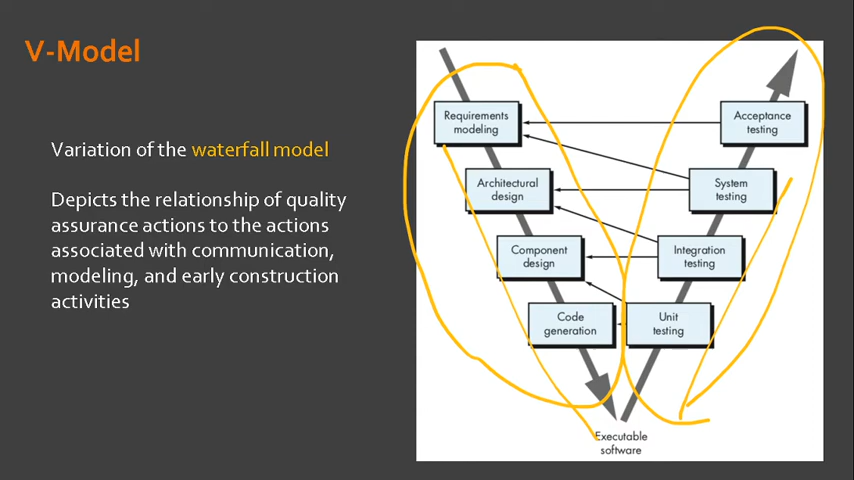 V-Model
Variation of the waterfall model
Depicts the relationship of quality
assurance actions to the actions
associated with communication,
modeling, and early construction
activities
Requirements
modeling
Acceptance
testing
Architectural
design
System
testing
Component
design
Integration
testing
Code
generation
Unit
testing
Executable
software